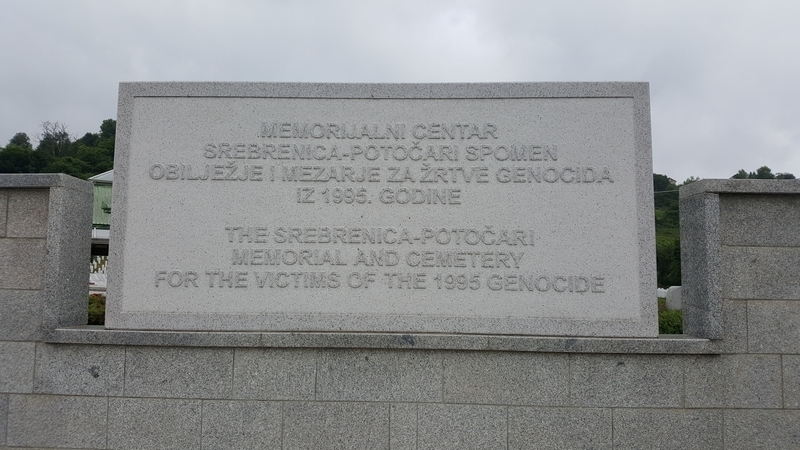 MEMORIJALNI CENTAR
SREBRENICA-POTOČARI SPOMEN
OBILJEŽJE I MEZARJE ZA ŽRTVE GENOCIDA
IZ 1995. GODINE
THE SREBRENICA-POTOČARI
MEMORIAL AND CEMETERY
FOR THE VICTIMS OF THE 1995 GENOCIDE